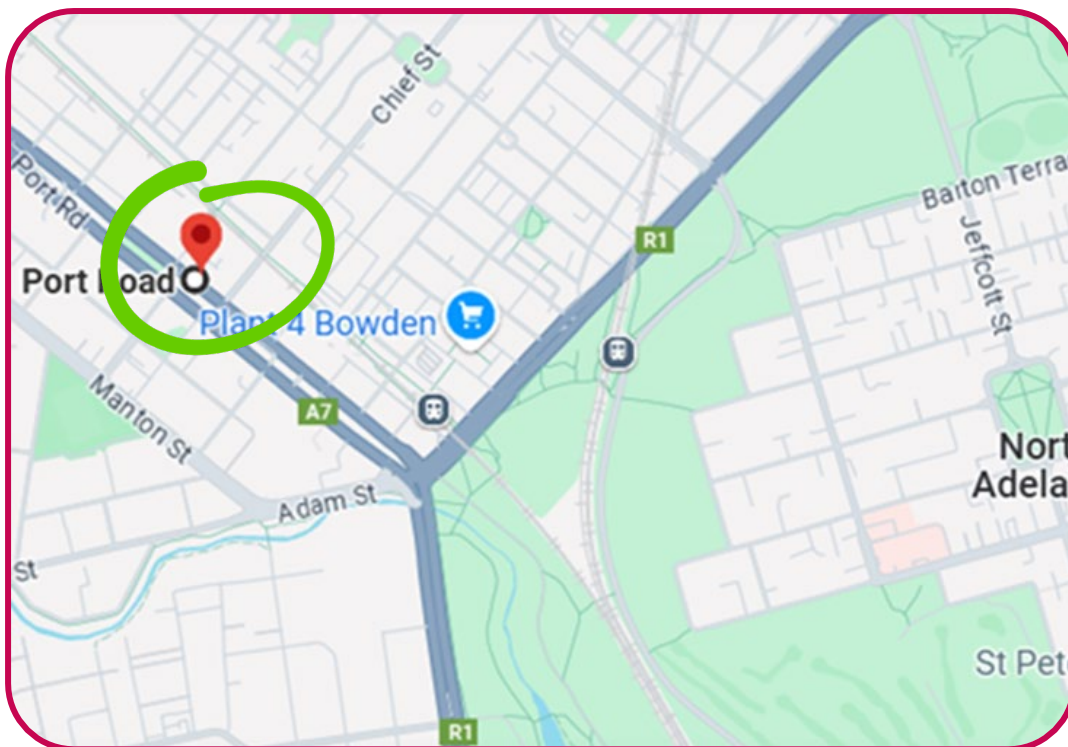 Chief St
Port Rd
Barton Terra
R1
Jeffcott St
Port Road
Plant 4 Bowden
A7
Manton St
Nort
Adela
Adam St
St
St Pet
R1